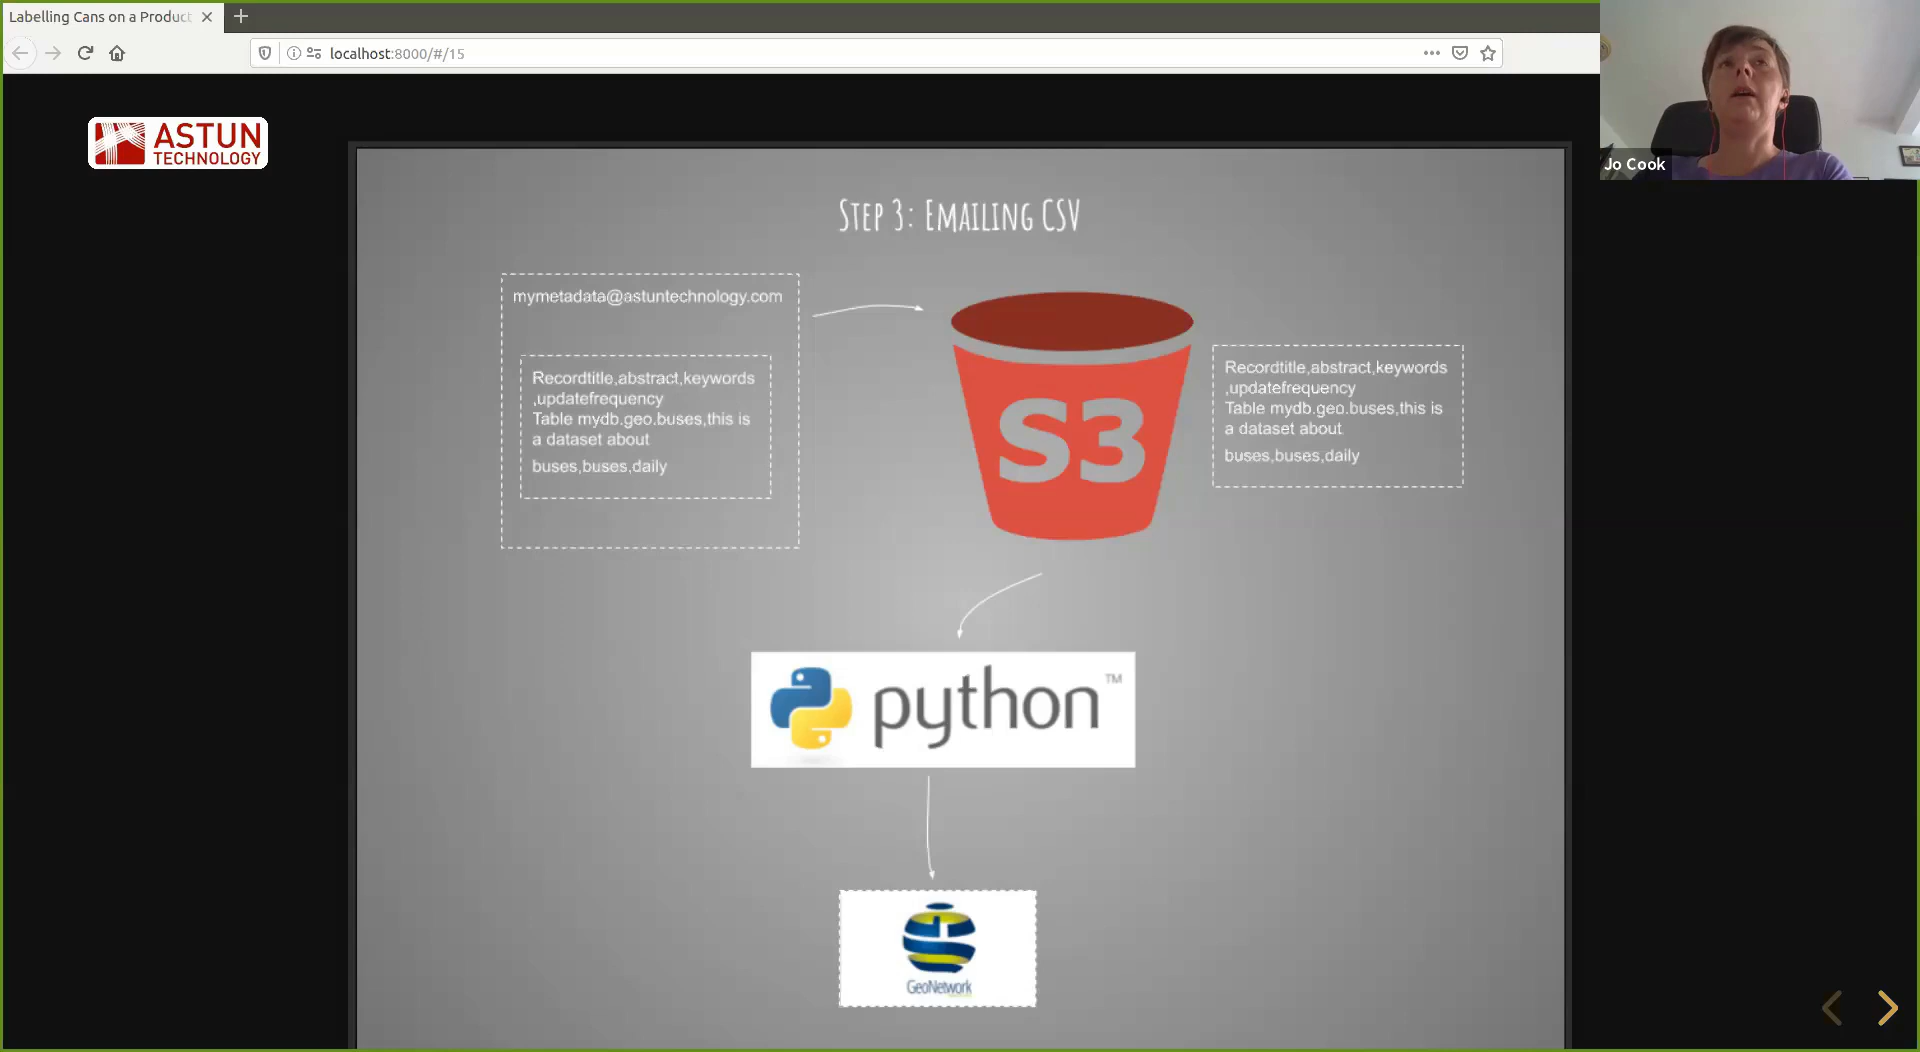 Labelling Cans on a Product
localhost:8000/#/15
Jo Cook
ASTUN
TECHNOLOGY
Step 3: Emailing CSV
mymetadata@astuntechnology.com
Recordtitle,abstract,keywords
,updatefrequency
Table mydb.geo.buses,this is
a dataset about
buses,buses,daily
S3
Recordtitle,abstract,keywords
,updatefrequency
Table mydb.geo.buses,this is
a dataset about
buses,buses,daily
python™
GeoNetwork